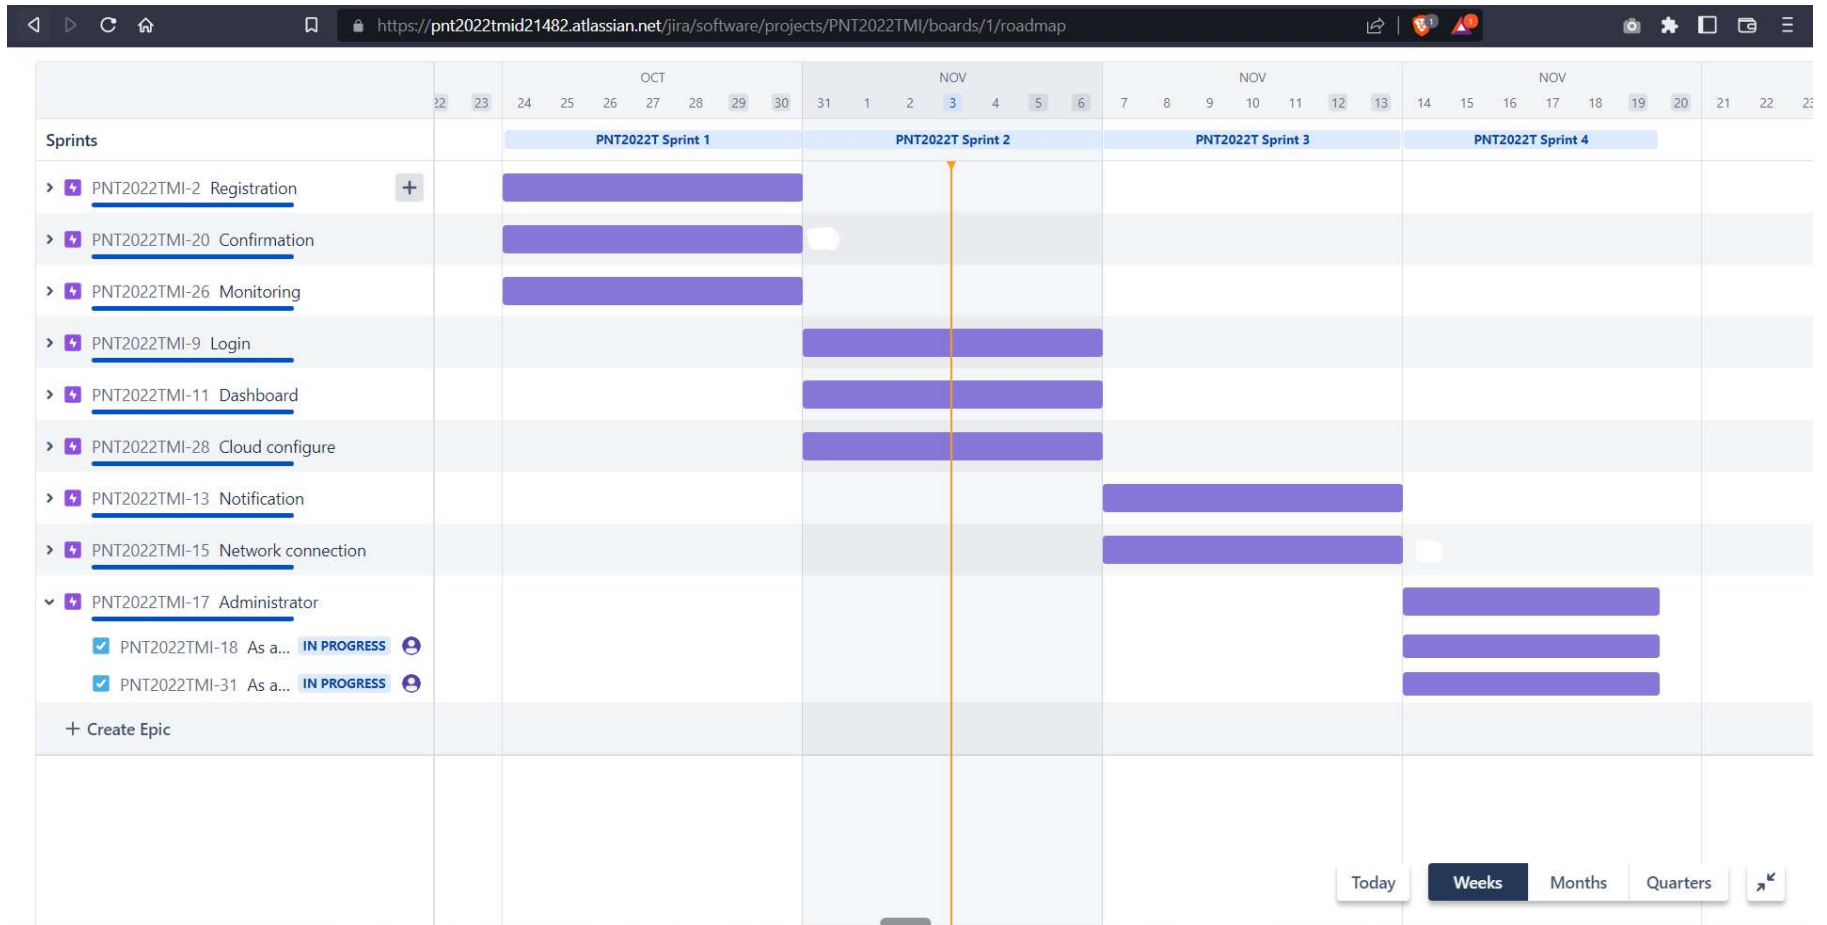 https://pnt2022tmid21482.atlassian.net/jira/software/projects/PNT2022TMI/boards/1/roadmap
1
1
OCT NOV NOV NOV
22 23 24 25 26 27 28 29 30 31 1 2 3 4 5 6 7 8 9 10 11 12 13 14 15 16 17 18 19 20 21 22
Sprints PNT2022T Sprint 1 PNT2022T Sprint 2 PNT2022T Sprint 3 PNT2022T Sprint 4
PNT2022TMI-2 Registration
PNT2022TMI-20 Confirmation
PNT2022TMI-26 Monitoring
PNT2022TMI-9 Login
PNT2022TMI-11 Dashboard
PNT2022TMI-28 Cloud configure
PNT2022TMI-13 Notification
PNT2022TMI-15 Network connection
PNT2022TMI-17 Administrator
PNT2022TMI-18 As a... IN PROGRESS
PNT2022TMI-31 As a... IN PROGRESS
+ Create Epic
Today Weeks Months Quarters